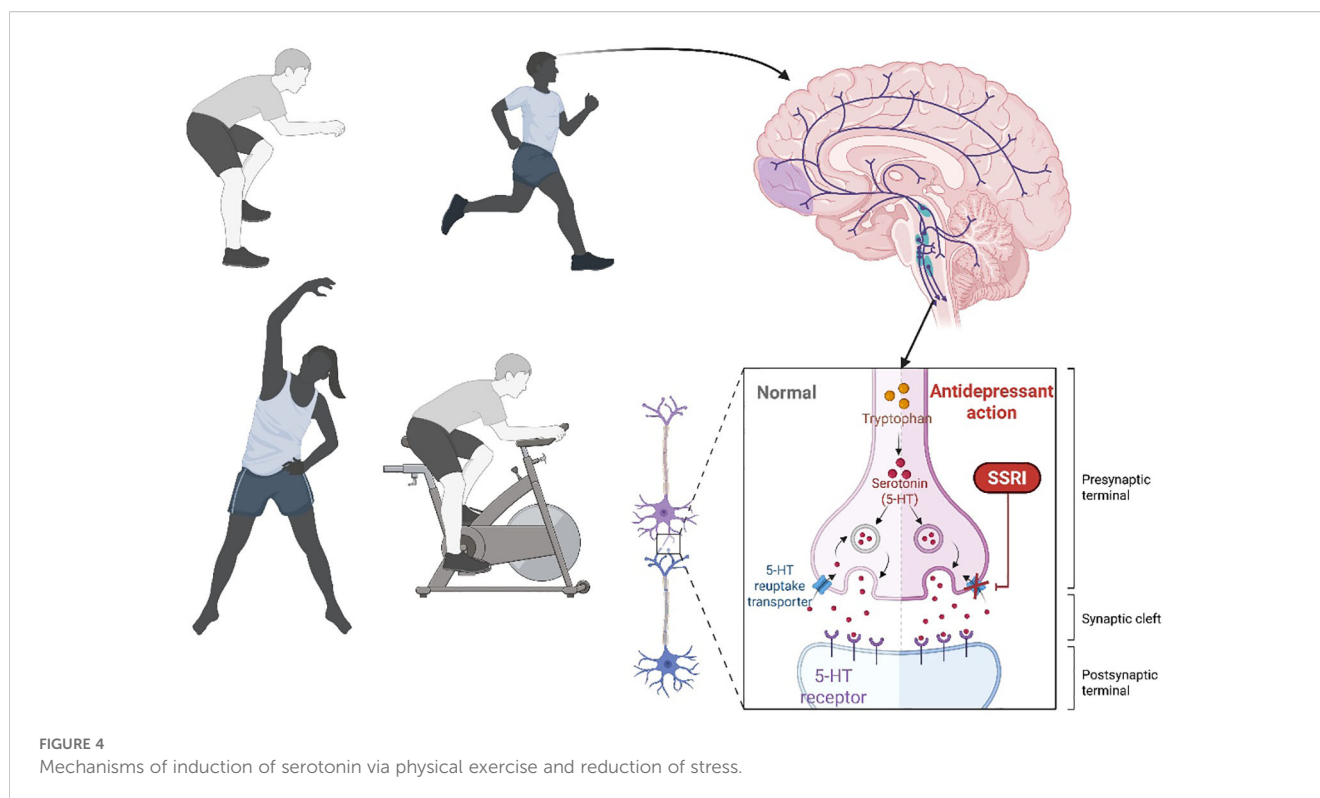 Normal
Antidepressant
action
Tryptophan
Serotonin
(5-HT)
SSRI
5-HT
reuptake
transporter
5-HT
receptor
Presynaptic
terminal
Synaptic cleft
Postsynaptic
terminal
FIGURE 4
Mechanisms of induction of serotonin via physical exercise and reduction of stress.